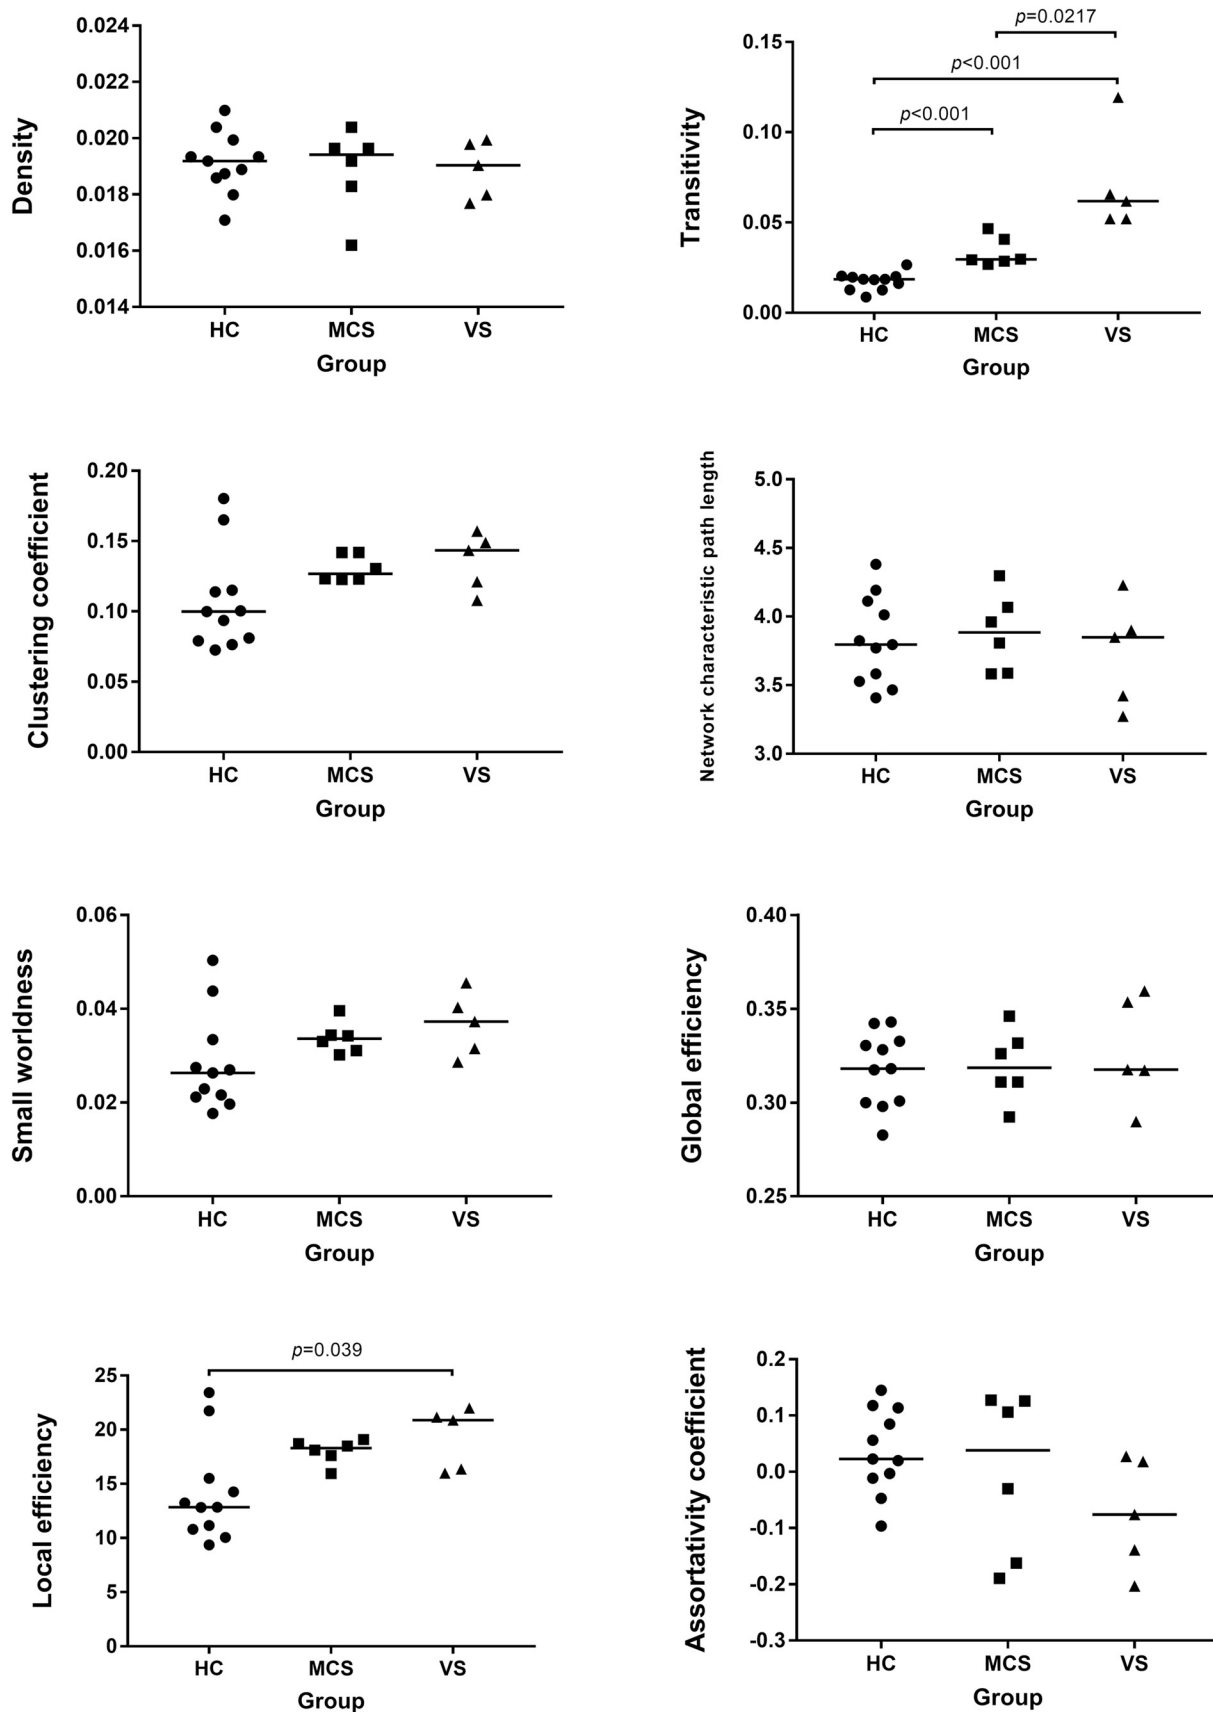 Density
0.024
0.022
0.020
0.018
0.016
0.014
HC MCS VS
Group
Transitivity
0.15
0.10
0.05
0.00
p=0.0217
p<0.001
p<0.001
HC MCS VS
Group
Clustering coefficient
0.20
0.15
0.10
0.05
0.00
HC MCS VS
Group
Network characteristic path length
5.0
4.5
4.0
3.5
3.0
HC MCS VS
Group
Small worldness
0.06
0.04
0.02
0.00
HC MCS VS
Group
Global efficiency
0.40
0.35
0.30
0.25
HC MCS VS
Group
Local efficiency
p=0.039
25
20
15
10
5
0
HC MCS VS
Group
Assortativity coefficient
0.2
0.1
0.0
-0.1
-0.2
-0.3
HC MCS VS
Group